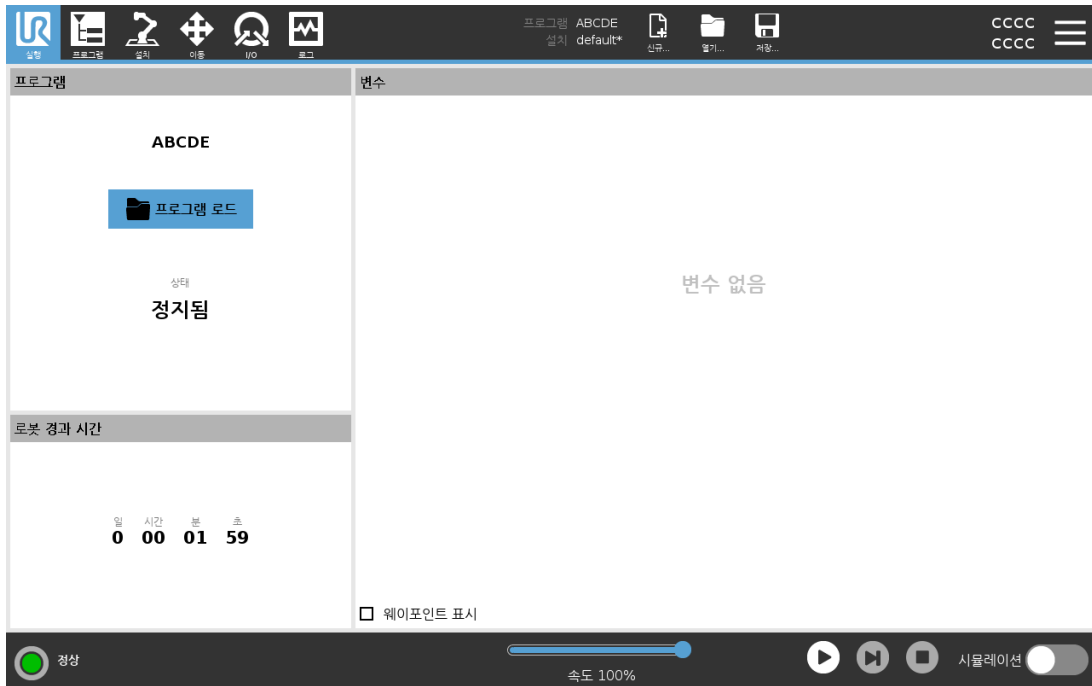 UR
실행
프로그램
설치
이동
I/O
로그
프로그램 ABCDE
설치 default*
신규...
열기...
저장...
CCCC
CCCC
프로그램
ABCDE
프로그램 로드
상태
정지됨
로봇 경과 시간
일 시간 분 초
0 00 01 59
변수
변수 없음
웨이포인트 표시
정상
속도 100%
시뮬레이션